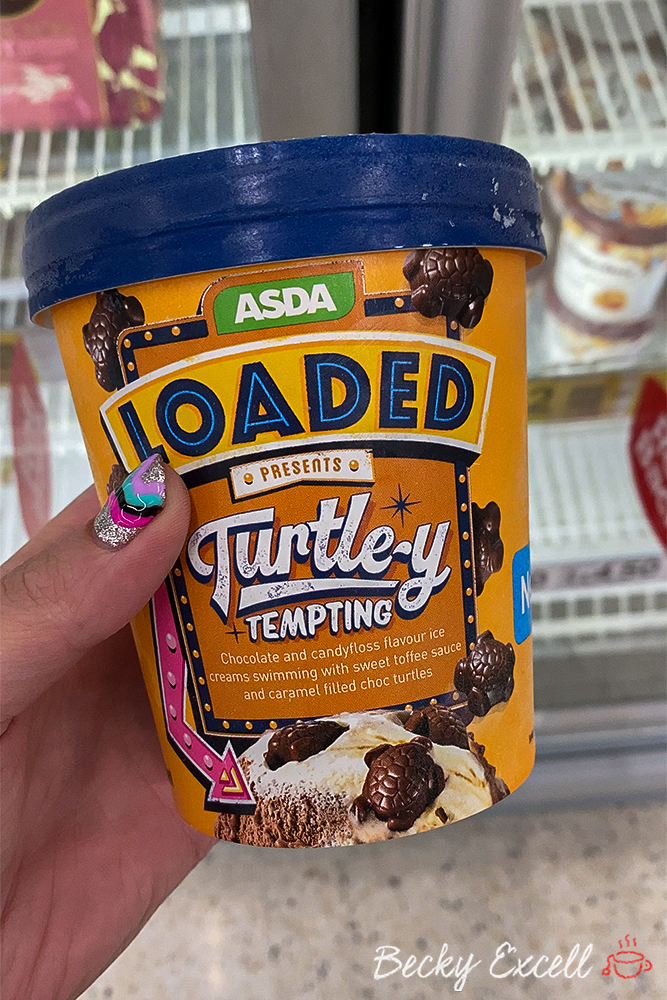 ASDA
LOADED
PRESENTS
Turtle-y
TEMPTING
Chocolate and candyfloss flavour ice
creams swimming with sweet toffee sauce
and caramel filled choc turtles
Becky Excell